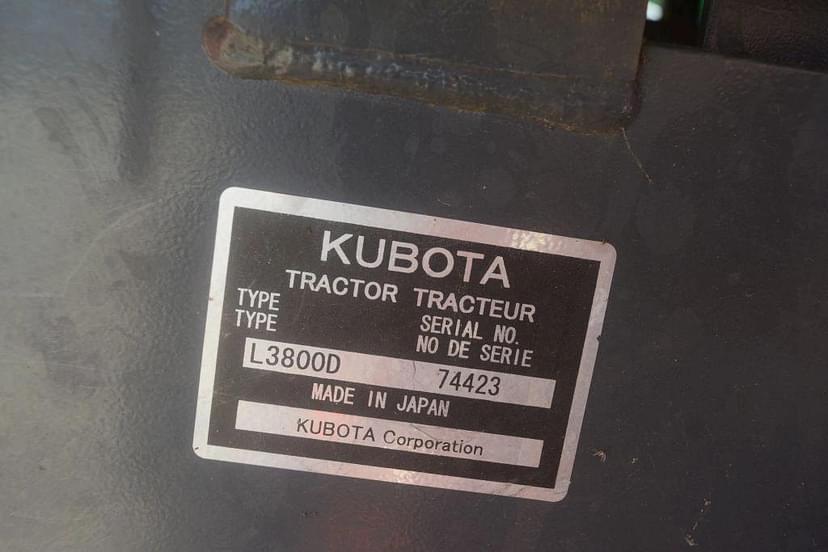 KUBOTA
TRACTOR TRACTEUR
TYPE SERIAL NO.
TYPE NO DE SERIE
L3800D 74423
MADE IN JAPAN
KUBOTA Corporation